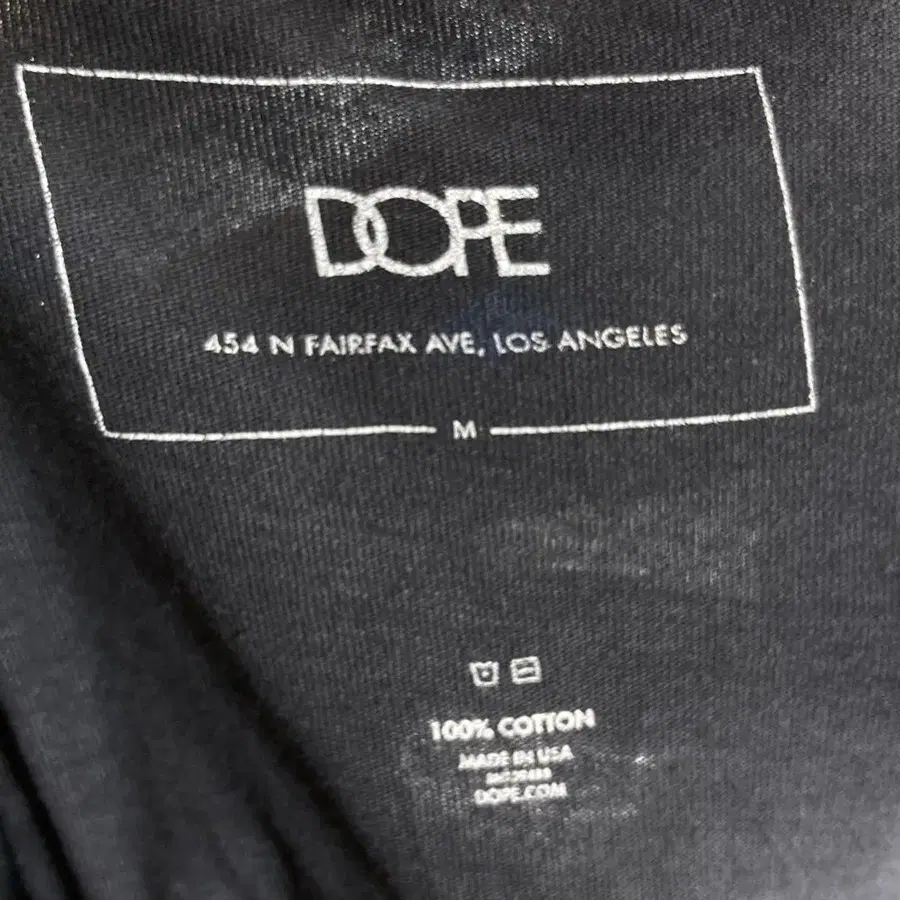 DOPE
454 N FAIRFAX AVE, LOS ANGELES
M
100% COTTON
MADE IN USA
DOPE.COM